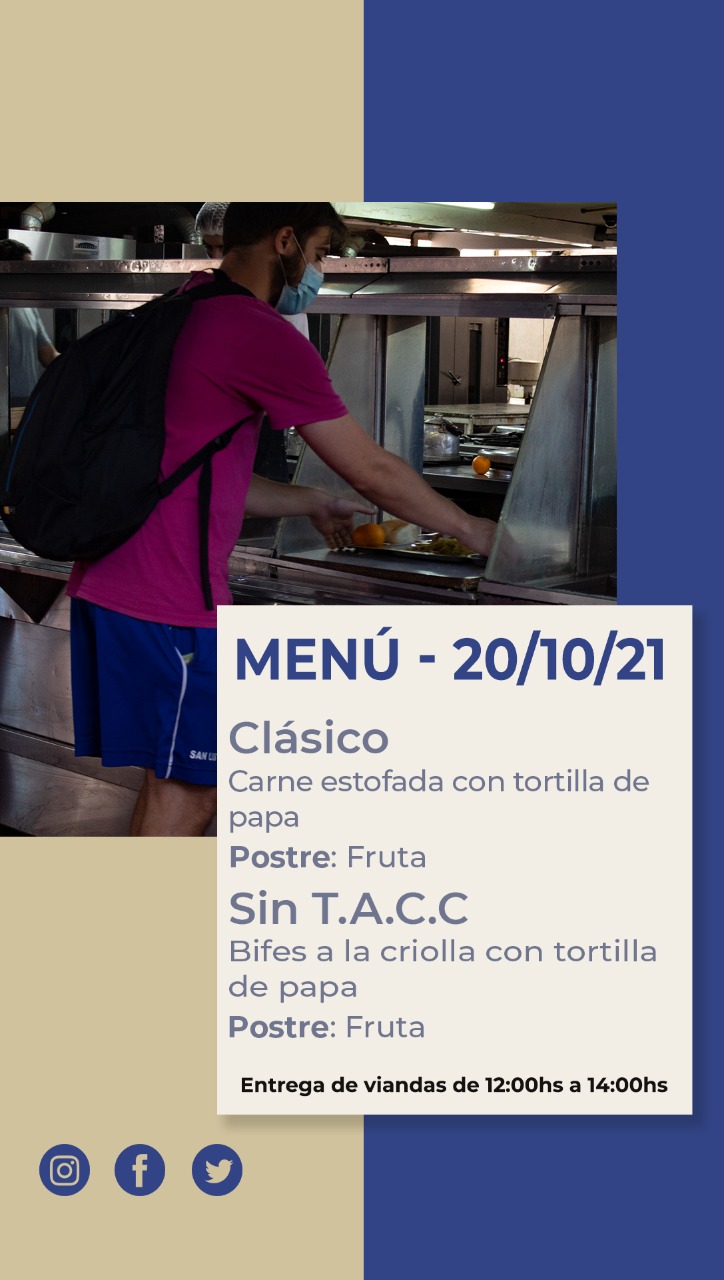 SAN
MENÚ - 20/10/21
Clásico
Carne estofada con tortilla de
papa
Postre: Fruta
Sin T.A.C.C
Bifes a la criolla con tortilla
de papa
Postre: Fruta
Entrega de viandas de 12:00hs a 14:00hs